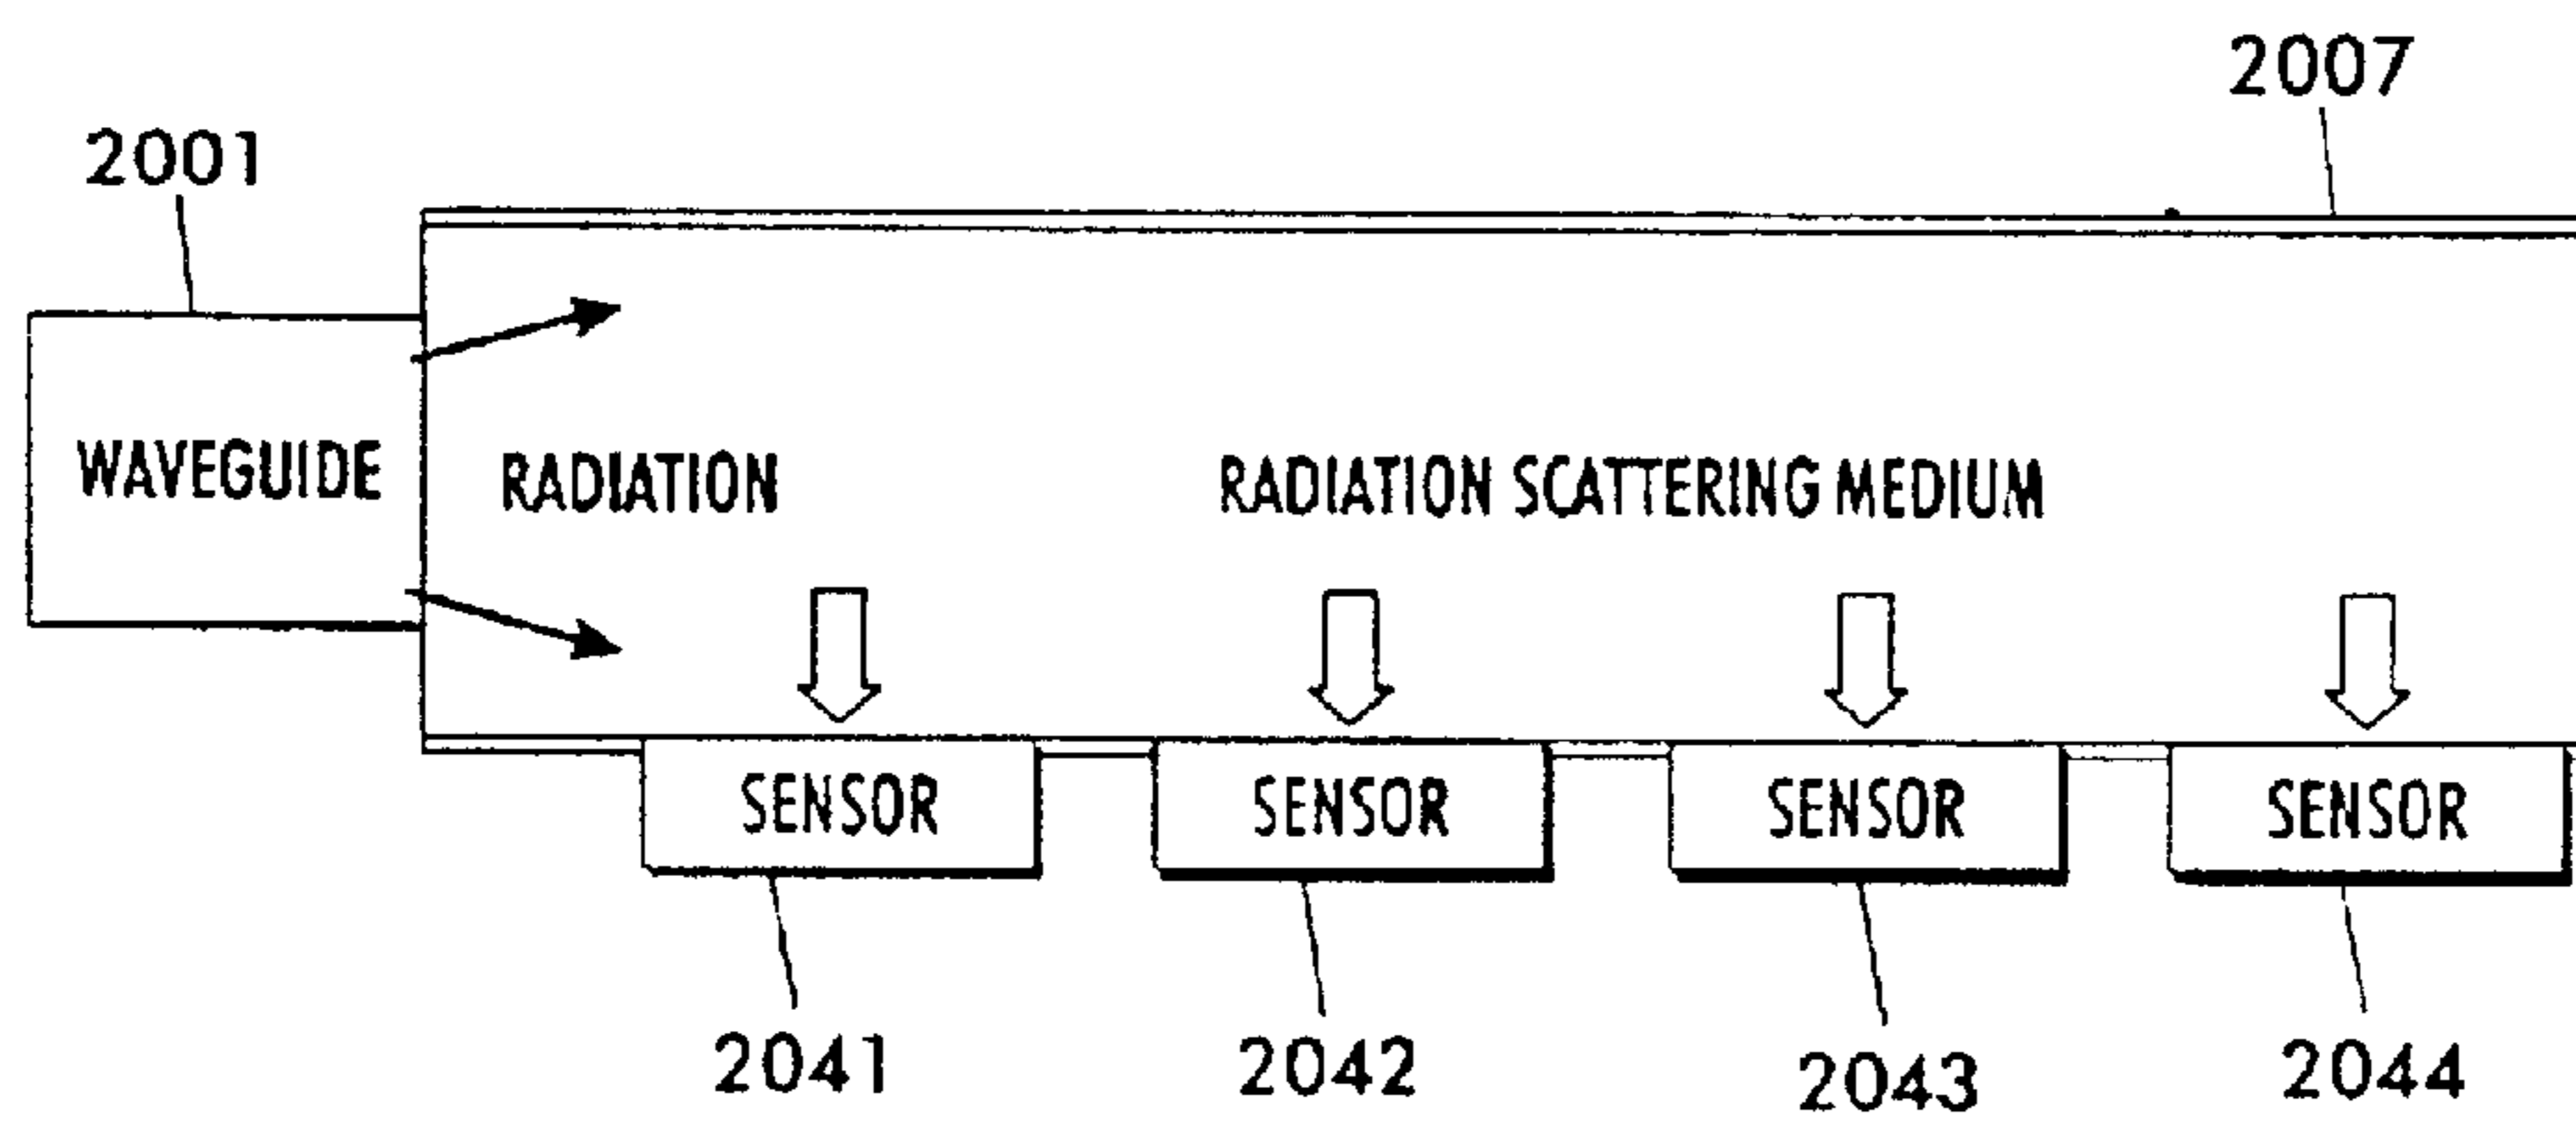 2007
2001
WAVEGUIDE
RADIATION
RADIATION SCATTERING MEDIUM
SENSOR
SENSOR
SENSOR
SENSOR
2041
2042
2043
2044